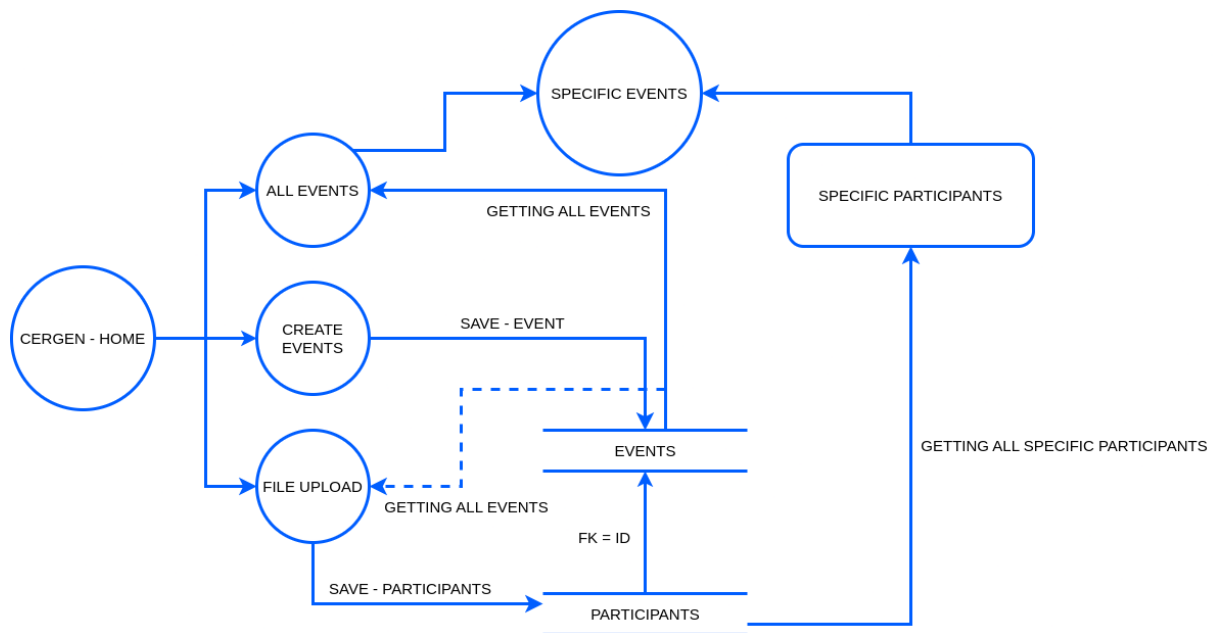 SPECIFIC EVENTS
ALL EVENTS
SPECIFIC PARTICIPANTS
GETTING ALL EVENTS
CERGEN - HOME
CREATE
EVENTS
SAVE - EVENT
EVENTS
GETTING ALL SPECIFIC PARTICIPANTS
FILE UPLOAD
GETTING ALL EVENTS
FK = ID
SAVE - PARTICIPANTS
PARTICIPANTS